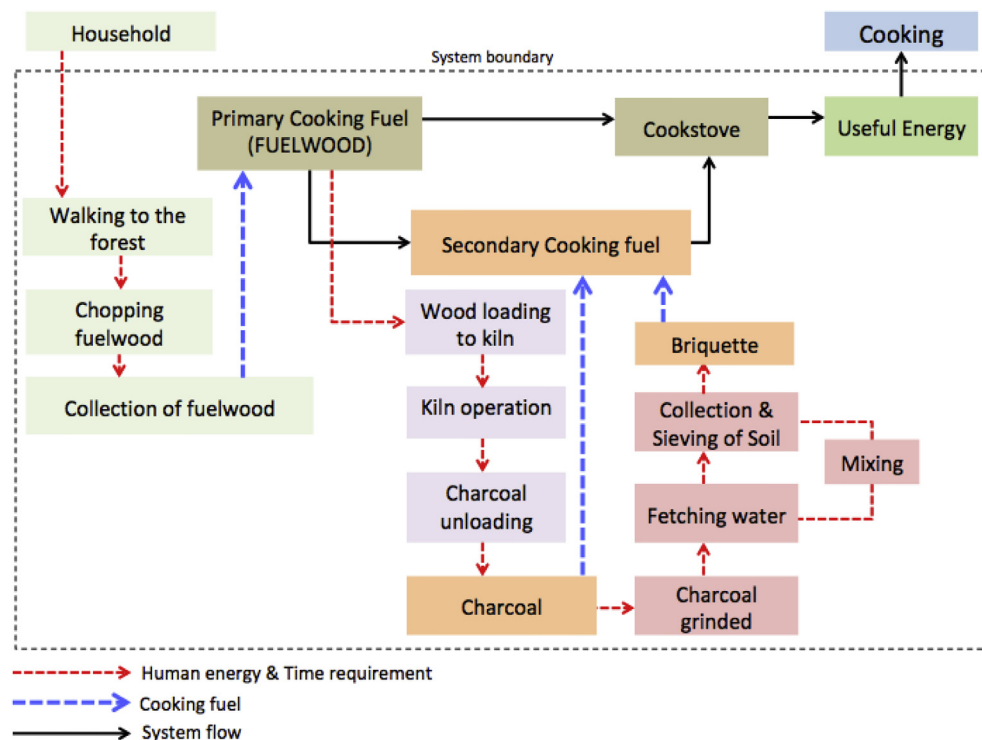 Household
Cooking
System boundary
Primary Cooking Fuel
(FUELWOOD)
Cookstove
Useful Energy
Walking to the
forest
Secondary Cooking fuel
Chopping
fuelwood
Wood loading
to kiln
Briquette
Collection of fuelwood
Kiln operation
Collection &
Sieving of Soil
Mixing
Charcoal
unloading
Fetching water
Charcoal
Charcoal
grinded
Human energy & Time requirement
Cooking fuel
System flow